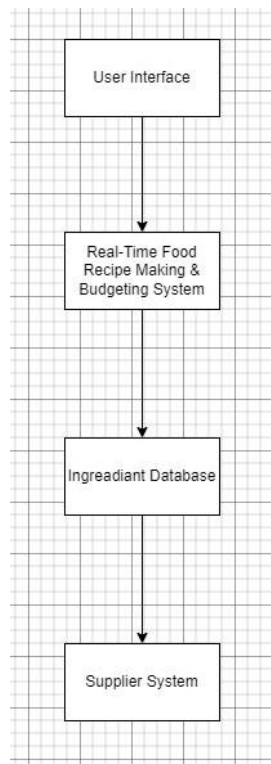 User Interface
Real-Time Food
Recipe Making &
Budgeting System
Ingreadiant Database
Supplier System